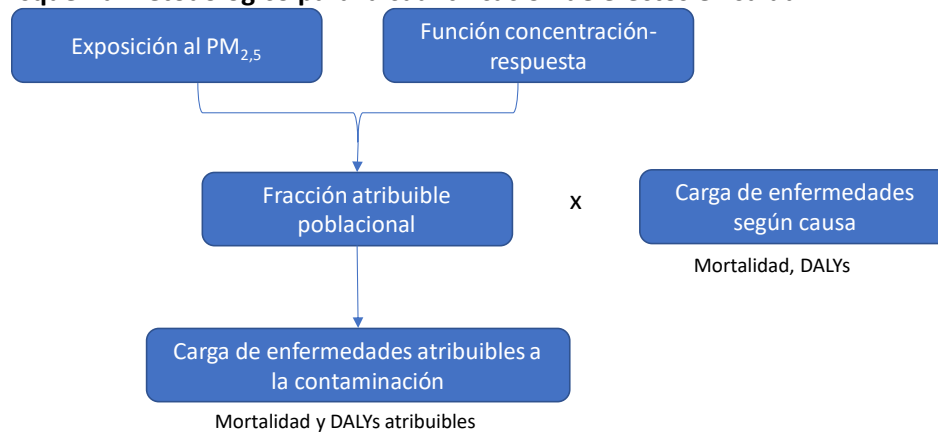 Exposición al PM2,5
Función concentración-
respuesta
Fracción atribuible
poblacional
x
Carga de enfermedades
según causa
Mortalidad, DALYs
Carga de enfermedades atribuibles a
la contaminación
Mortalidad y DALYs atribuibles